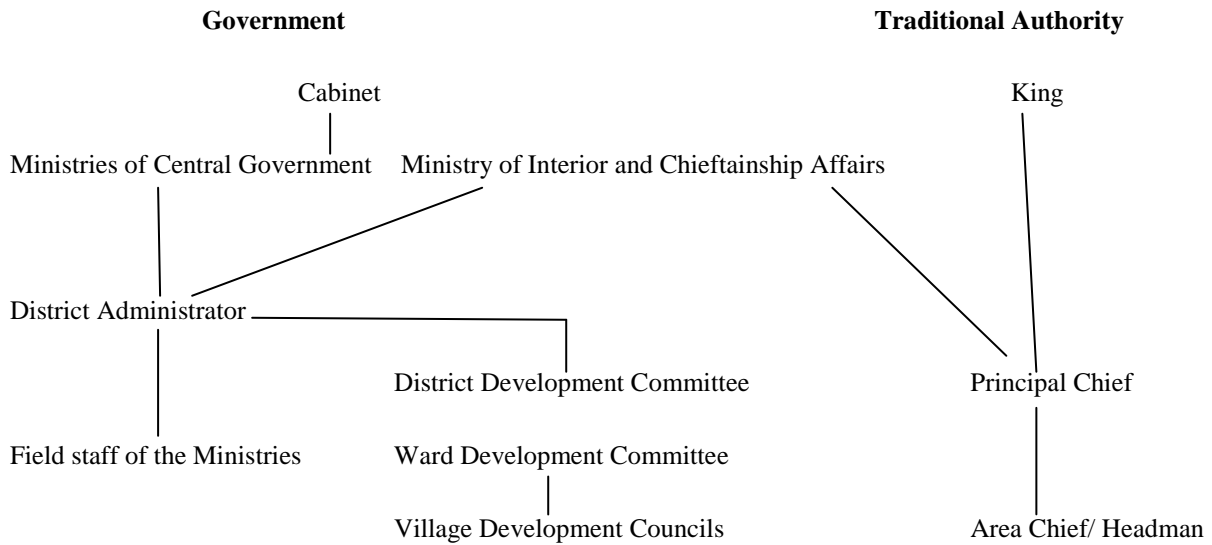 Government
Traditional Authority
Cabinet
King
Ministries of Central Government
Ministry of Interior and Chieftainship Affairs
District Administrator
District Development Committee
Principal Chief
Field staff of the Ministries
Ward Development Committee
Village Development Councils
Area Chief/ Headman